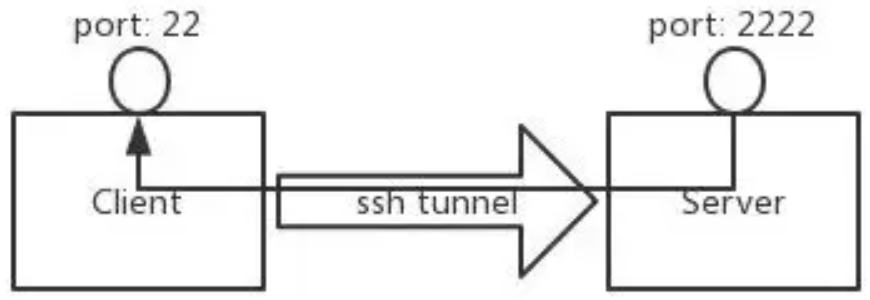 port: 22
port: 2222
Client
ssh tunnel
Server